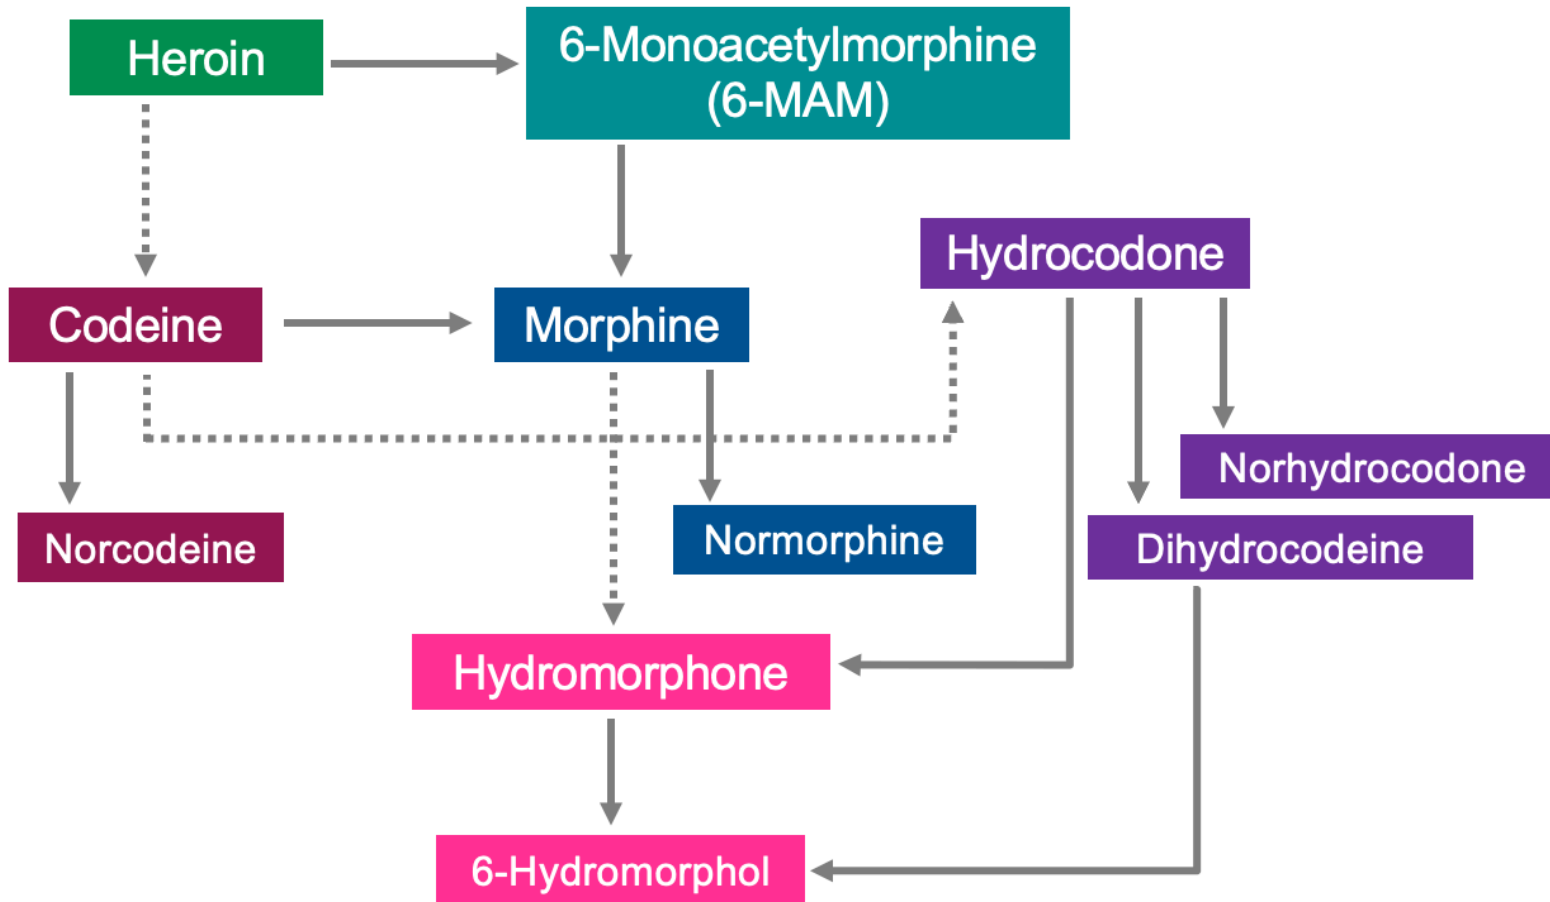 Heroin
6-Monoacetylmorphine
(6-MAM)
Hydrocodone
Codeine
Morphine
Norhydrocodone
Norcodeine
Normorphine
Dihydrocodeine
Hydromorphone
6-Hydromorphol